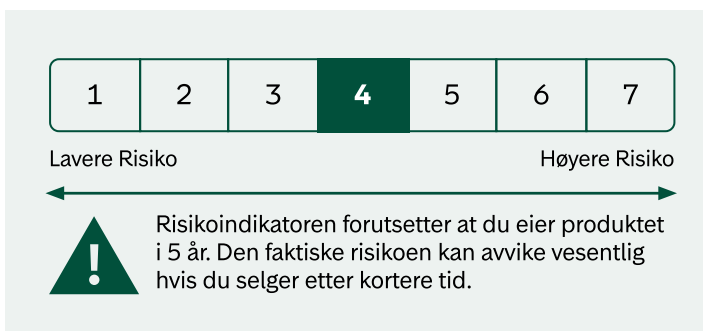 1 2 3 4 5 6 7
Lavere Risiko Høyere Risiko
Risikoindikatoren forutsetter at du eier produktet
i 5 år. Den faktiske risikoen kan avvike vesentlig
hvis du selger etter kortere tid.